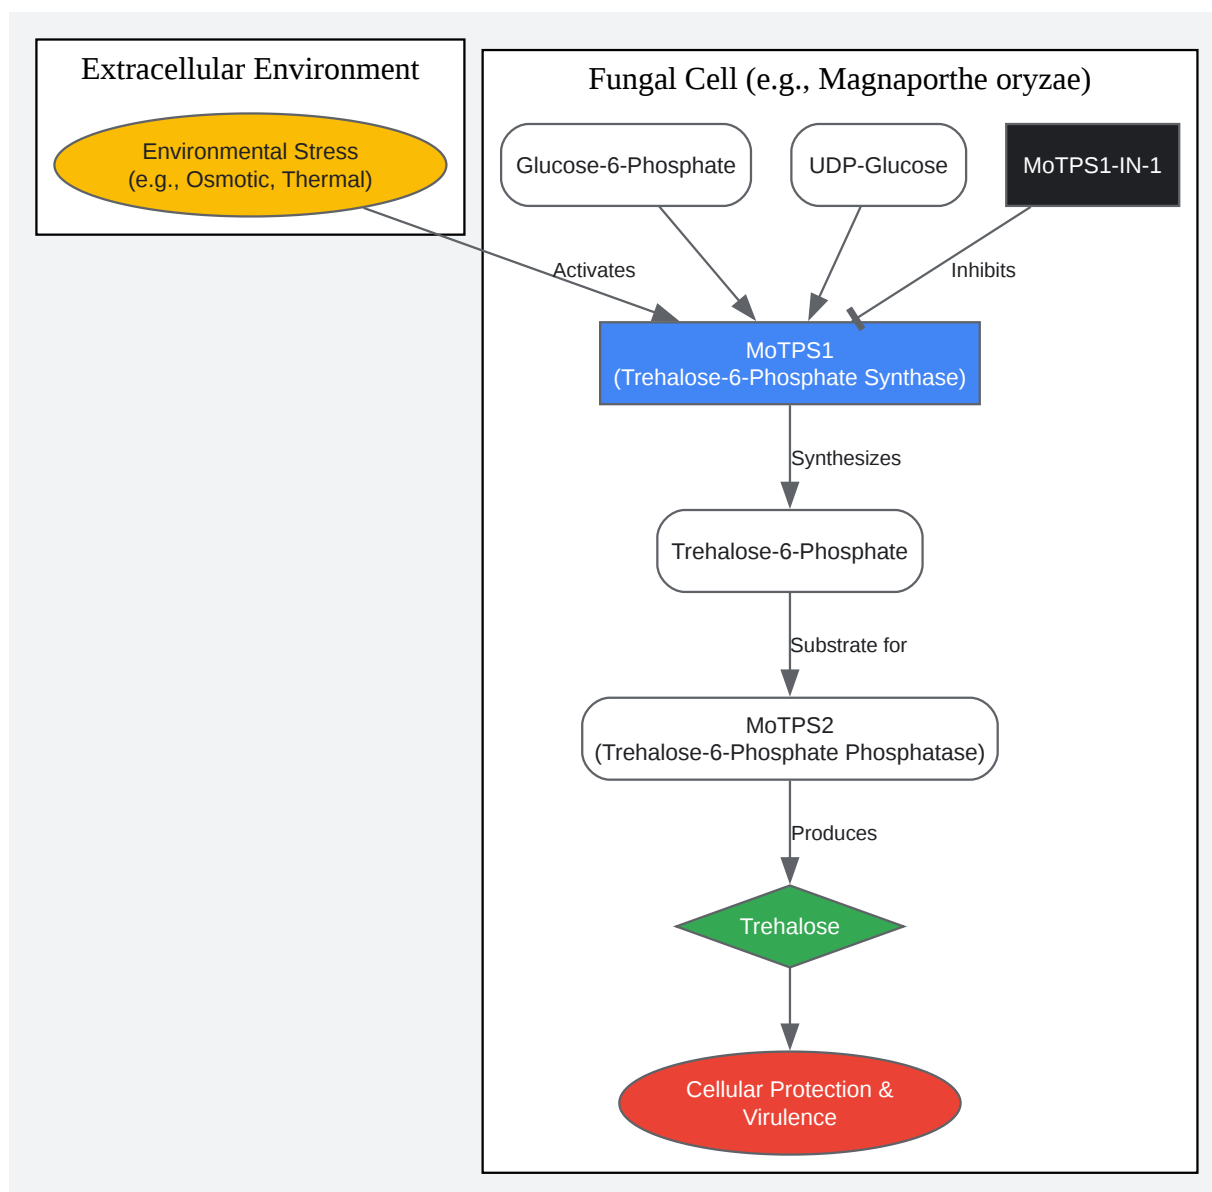 Extracellular Environment
Environmental Stress
(e.g., Osmotic, Thermal)
Fungal Cell (e.g., Magnaporthe oryzae)
Glucose-6-Phosphate
UDP-Glucose
MoTPS1-IN-1
Activates
Inhibits
MoTPS1
(Trehalose-6-Phosphate Synthase)
Synthesizes
Trehalose-6-Phosphate
Substrate for
MoTPS2
(Trehalose-6-Phosphate Phosphatase)
Produces
Trehalose
Cellular Protection &
Virulence